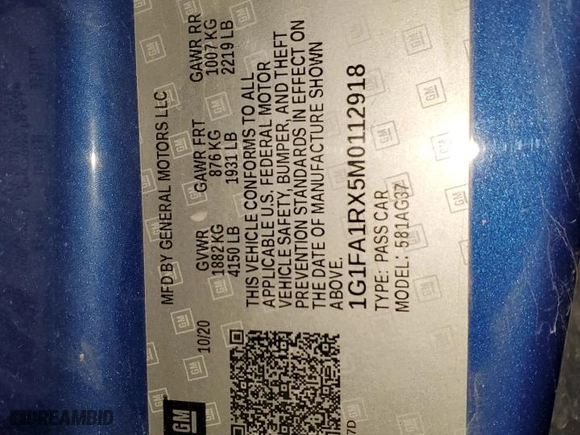 MFD BY GENERAL MOTORS LLC
10/20
GVWR GAWR FRT GAWR RR
1882 KG 876 KG 1007 KG
4150 LB 1931 LB 2219 LB
THIS VEHICLE CONFORMS TO ALL
APPLICABLE U.S. FEDERAL MOTOR
VEHICLE SAFETY, BUMPER, AND THEFT
PREVENTION STANDARDS IN EFFECT ON
THE DATE OF MANUFACTURE SHOWN
ABOVE.
1G1FA1RX5M0112918
TYPE: PASS CAR
MODEL: 581AG37
GM
7D
DREAMBID